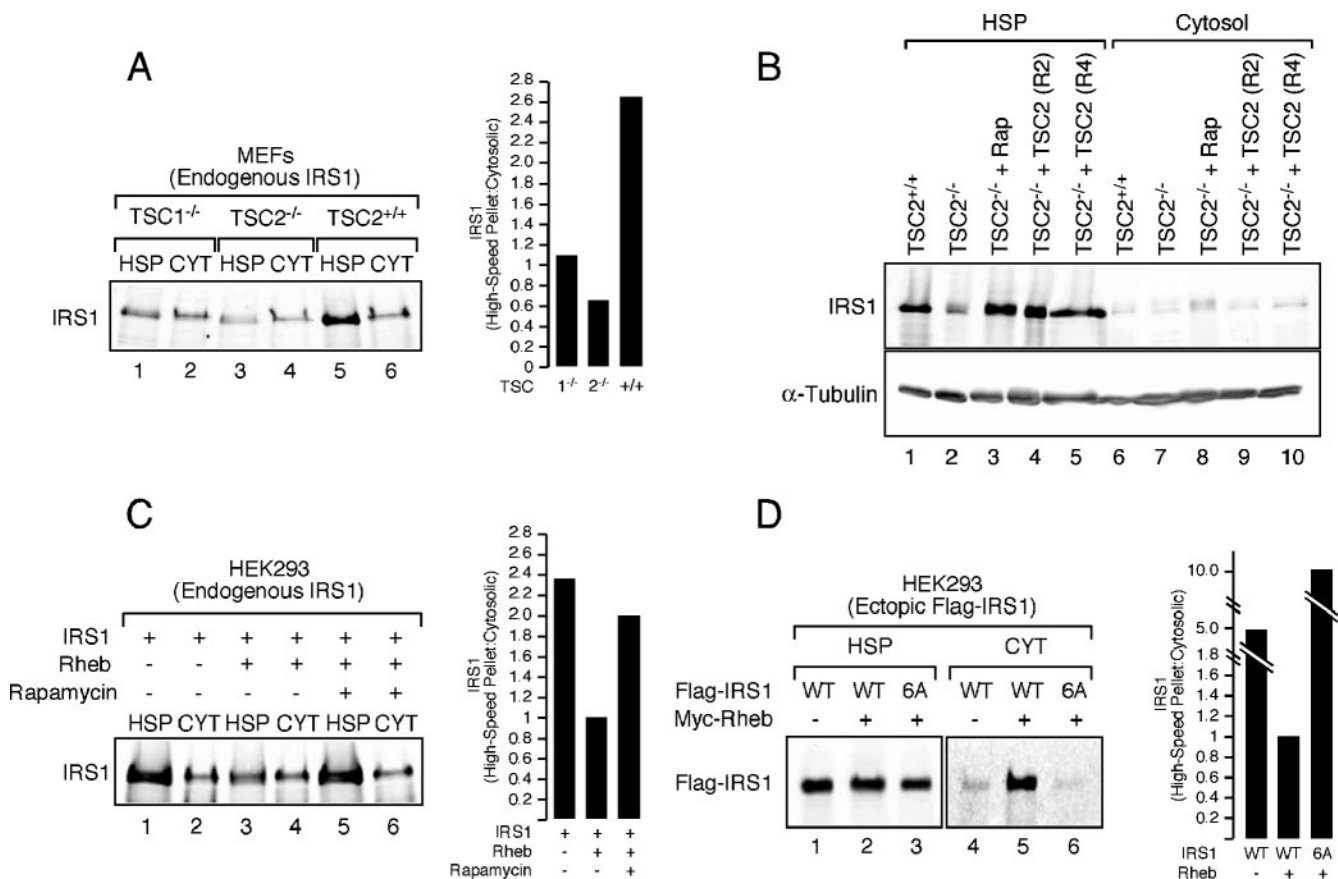 A
MEFs
(Endogenous IRS1)
TSC1-/- TSC2-/- TSC2+/+
HSP CYT HSP CYT HSP CYT
IRS1
1 2 3 4 5 6
IRS1
(High-Speed Pellet:Cytosolic)
2.8
2.6
2.4
2.2
2
1.8
1.6
1.4
1.2
1
0.8
0.6
0.4
0.2
0
TSC 1-/- 2-/- +/+
B
HSP Cytosol
TSC2+/+
TSC2-/-
TSC2-/- + Rap
TSC2-/- + TSC2 (R2)
TSC2-/- + TSC2 (R4)
TSC2+/+
TSC2-/-
TSC2-/- + Rap
TSC2-/- + TSC2 (R2)
TSC2-/- + TSC2 (R4)
IRS1
α-Tubulin
1 2 3 4 5 6 7 8 9 10
C
HEK293
(Endogenous IRS1)
IRS1 + + + + + +
Rheb - - + + + +
Rapamycin - - - - + +
HSP CYT HSP CYT HSP CYT
IRS1
1 2 3 4 5 6
IRS1
(High-Speed Pellet:Cytosolic)
2.8
2.6
2.4
2.2
2
1.8
1.6
1.4
1.2
1
0.8
0.6
0.4
0.2
IRS1 + + +
Rheb - + +
Rapamycin - - +
D
HEK293
(Ectopic Flag-IRS1)
HSP CYT
Flag-IRS1 WT WT 6A WT WT 6A
Myc-Rheb - + + - + +
Flag-IRS1
1 2 3 4 5 6
IRS1
(High-Speed Pellet:Cytosolic)
10.0
5.0
1.8
1.6
1.4
1.2
1
0.8
0.6
0.4
0.2
IRS1 WT WT 6A
Rheb - + +